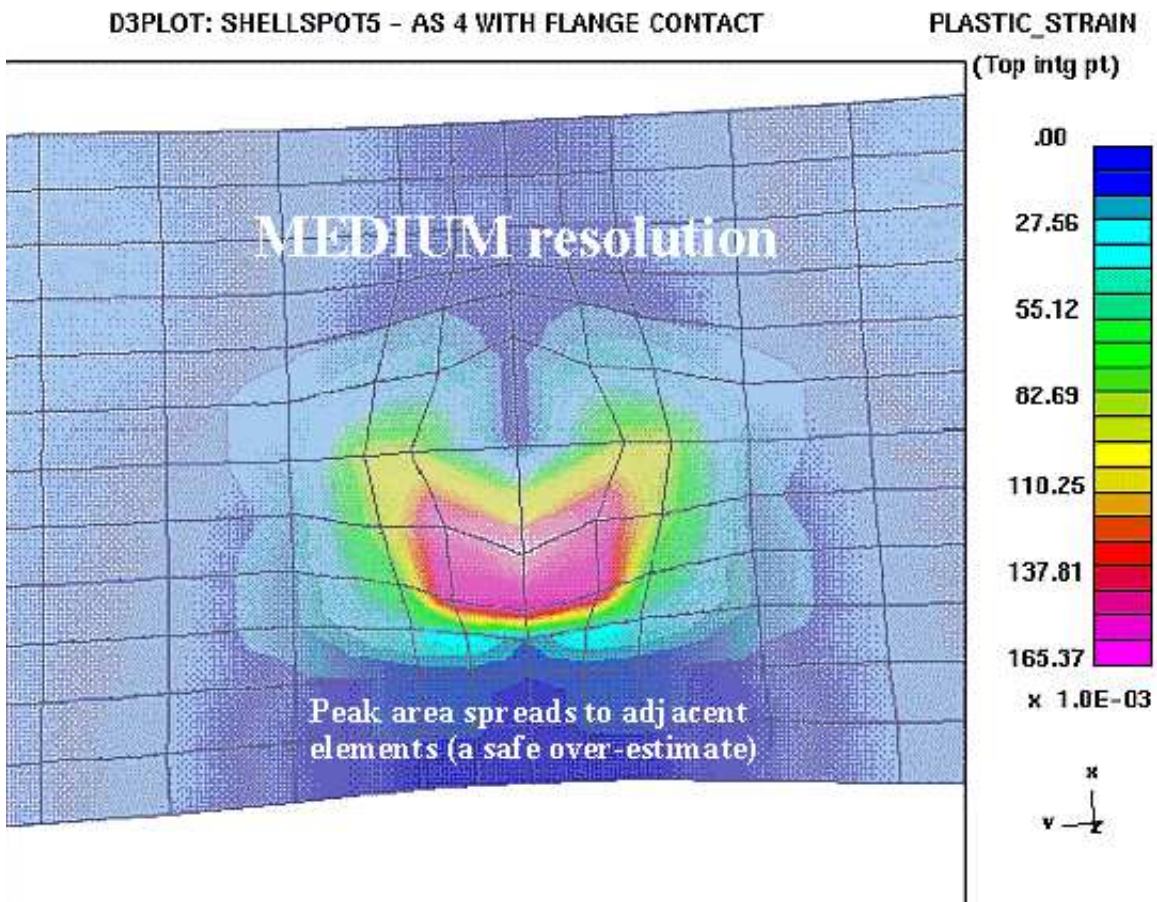 D3PLOT: SHELLSPOT5 - AS 4 WITH FLANGE CONTACT
PLASTIC_STRAIN
(Top intg pt)
.00
27.56
55.12
82.69
110.25
137.81
165.37
x 1.0E-03
MEDIUM resolution
Peak area spreads to adjacent
elements (a safe over-estimate)
X
Y
Z